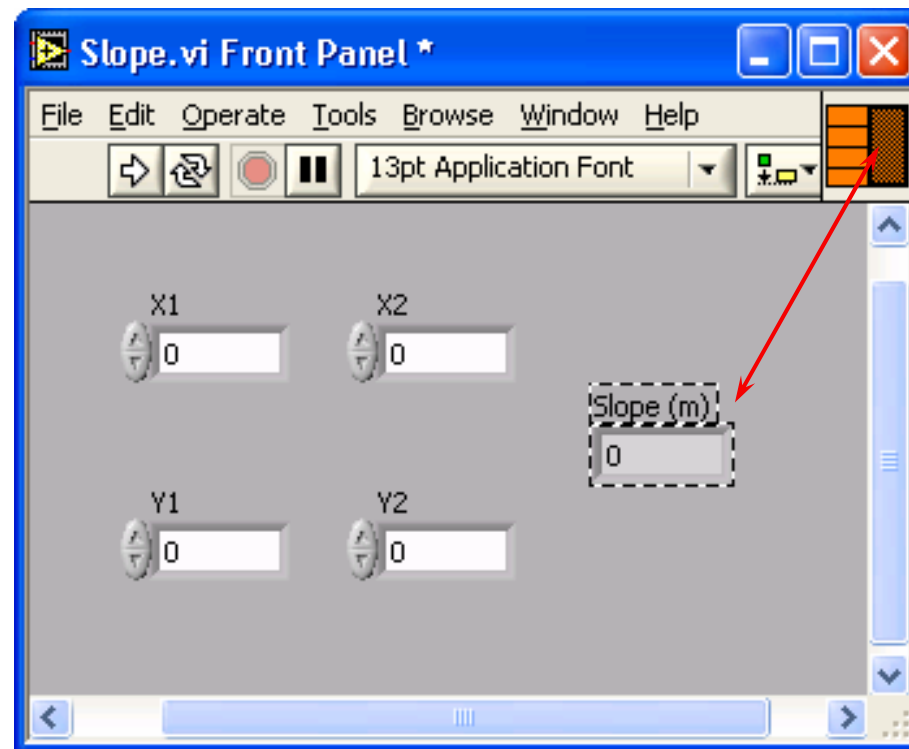 Slope.vi Front Panel *
File Edit Operate Tools Browse Window Help
13pt Application Font
X1 X2
0 0
Slope (m)
0
Y1 Y2
0 0